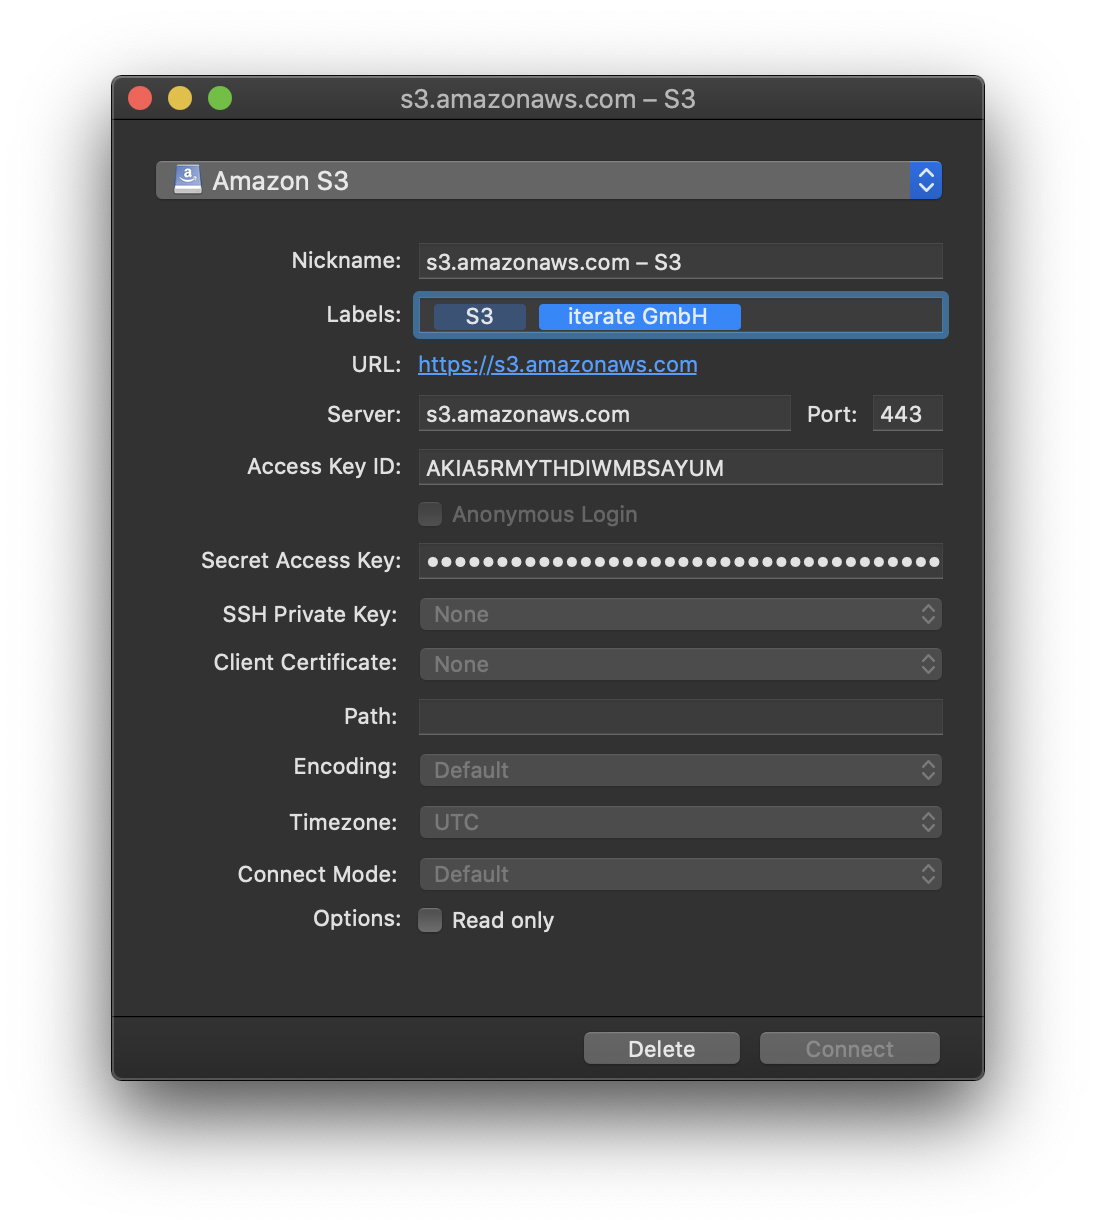 s3.amazonaws.com – S3
Amazon S3
Nickname: s3.amazonaws.com – S3
Labels: S3 iterate GmbH
URL: https://s3.amazonaws.com
Server: s3.amazonaws.com Port: 443
Access Key ID: AKIA5RMYTHDIWMBSAYUM
Anonymous Login
Secret Access Key: ●●●●●●●●●●●●●●●●●●●●●●●●●●●●●●●●●●●●●
SSH Private Key: None
Client Certificate: None
Path:
Encoding: Default
Timezone: UTC
Connect Mode: Default
Options: Read only
Delete Connect